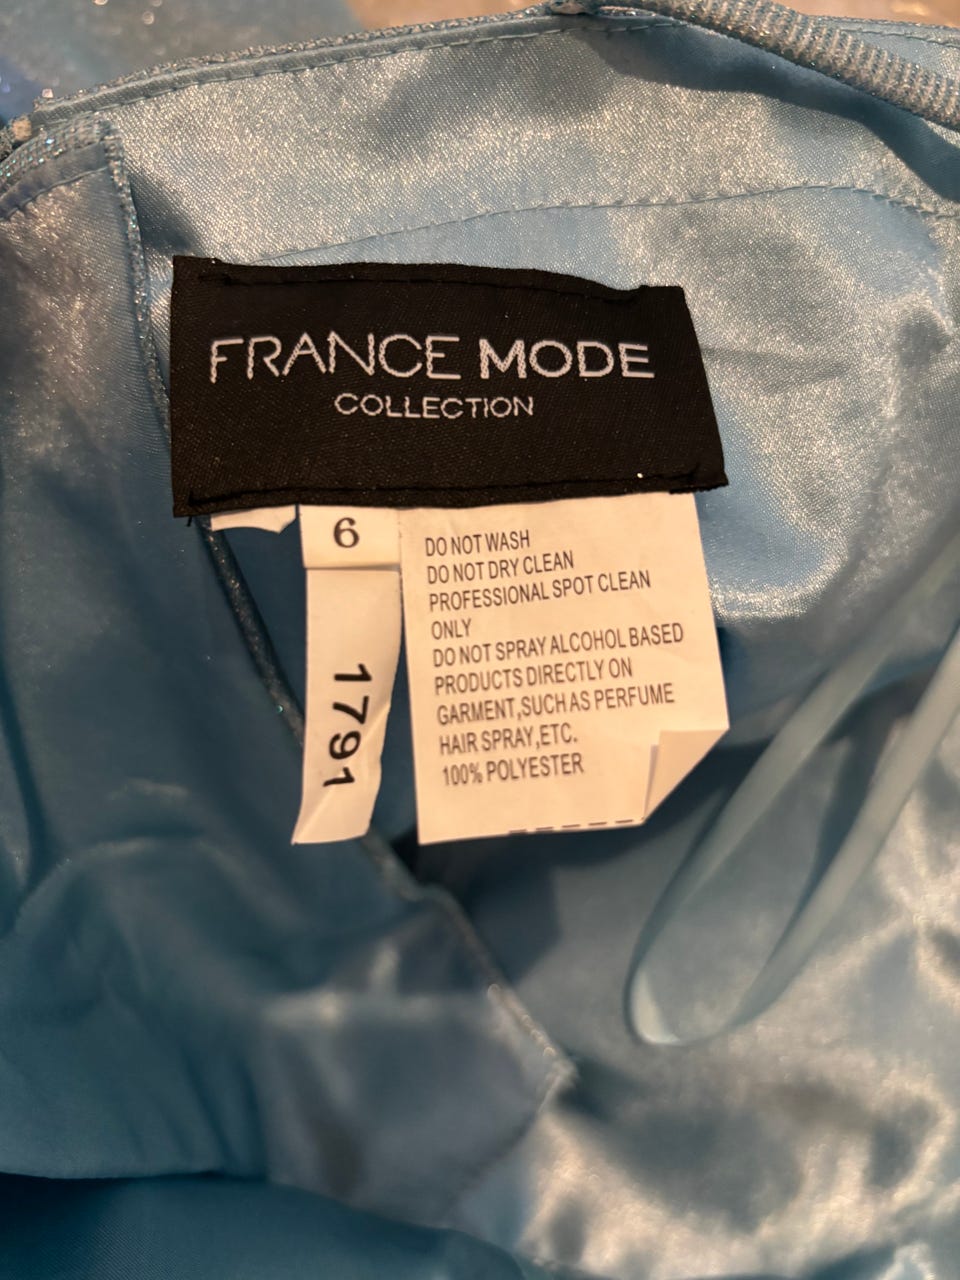 FRANCE MODE
COLLECTION
6
1791
DO NOT WASH
DO NOT DRY CLEAN
PROFESSIONAL SPOT CLEAN
ONLY
DO NOT SPRAY ALCOHOL BASED
PRODUCTS DIRECTLY ON
GARMENT,SUCH AS PERFUME
HAIR SPRAY,ETC.
100% POLYESTER